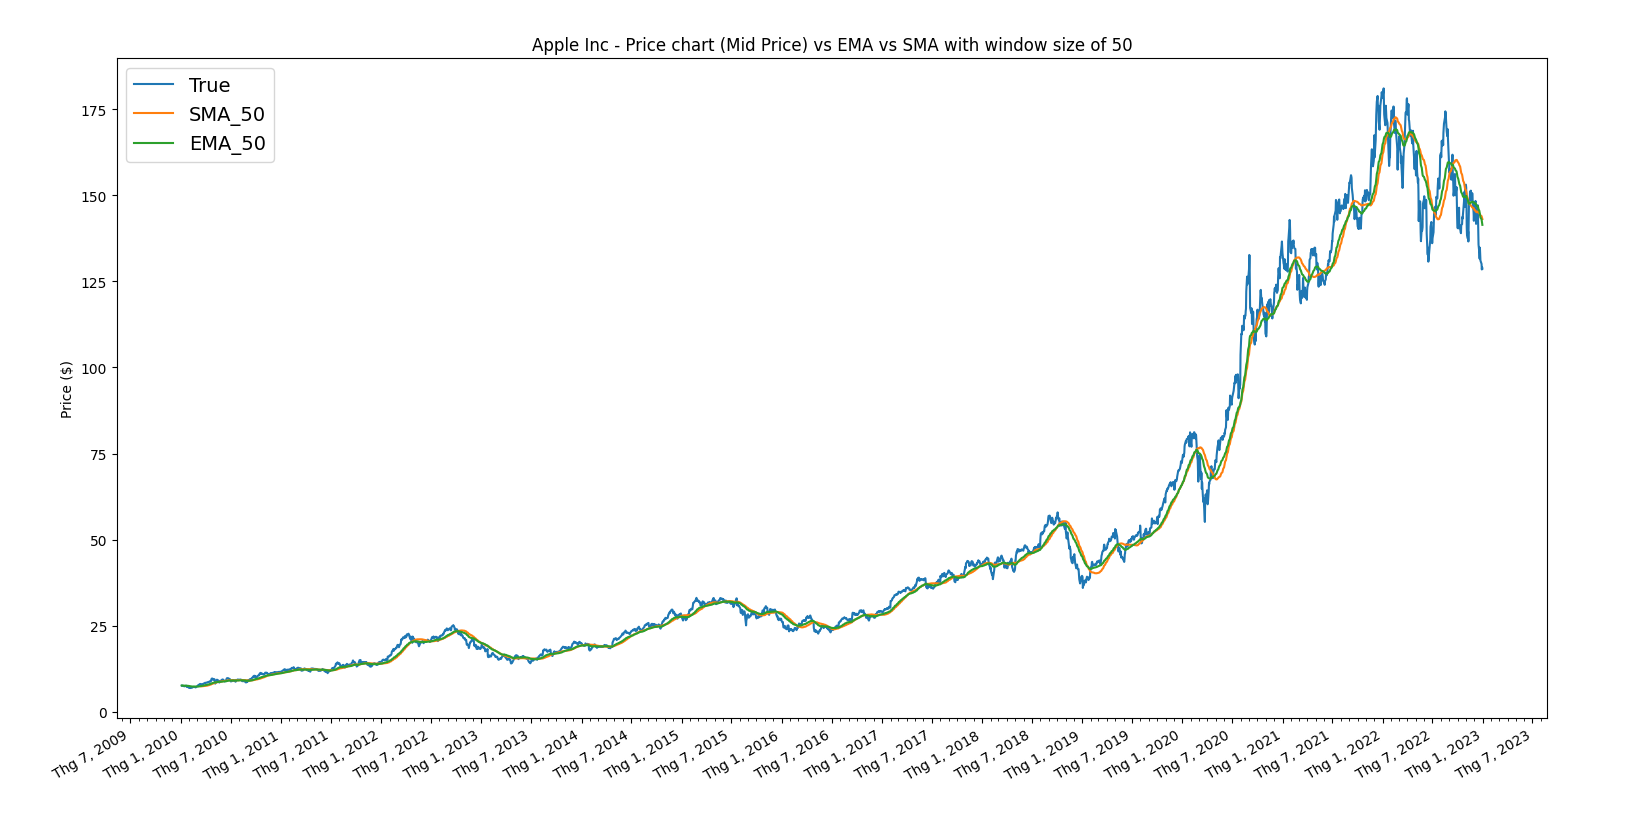 Apple Inc - Price chart (Mid Price) vs EMA vs SMA with window size of 50
True
SMA_50
EMA_50
175
150
125
100
75
50
25
0
Price ($)
Thg 7, 2009
Thg 1, 2010
Thg 7, 2010
Thg 1, 2011
Thg 7, 2011
Thg 1, 2012
Thg 7, 2012
Thg 1, 2013
Thg 7, 2013
Thg 1, 2014
Thg 7, 2014
Thg 1, 2015
Thg 7, 2015
Thg 1, 2016
Thg 7, 2016
Thg 1, 2017
Thg 7, 2017
Thg 1, 2018
Thg 7, 2018
Thg 1, 2019
Thg 7, 2019
Thg 1, 2020
Thg 7, 2020
Thg 1, 2021
Thg 7, 2021
Thg 1, 2022
Thg 7, 2022
Thg 1, 2023
Thg 7, 2023